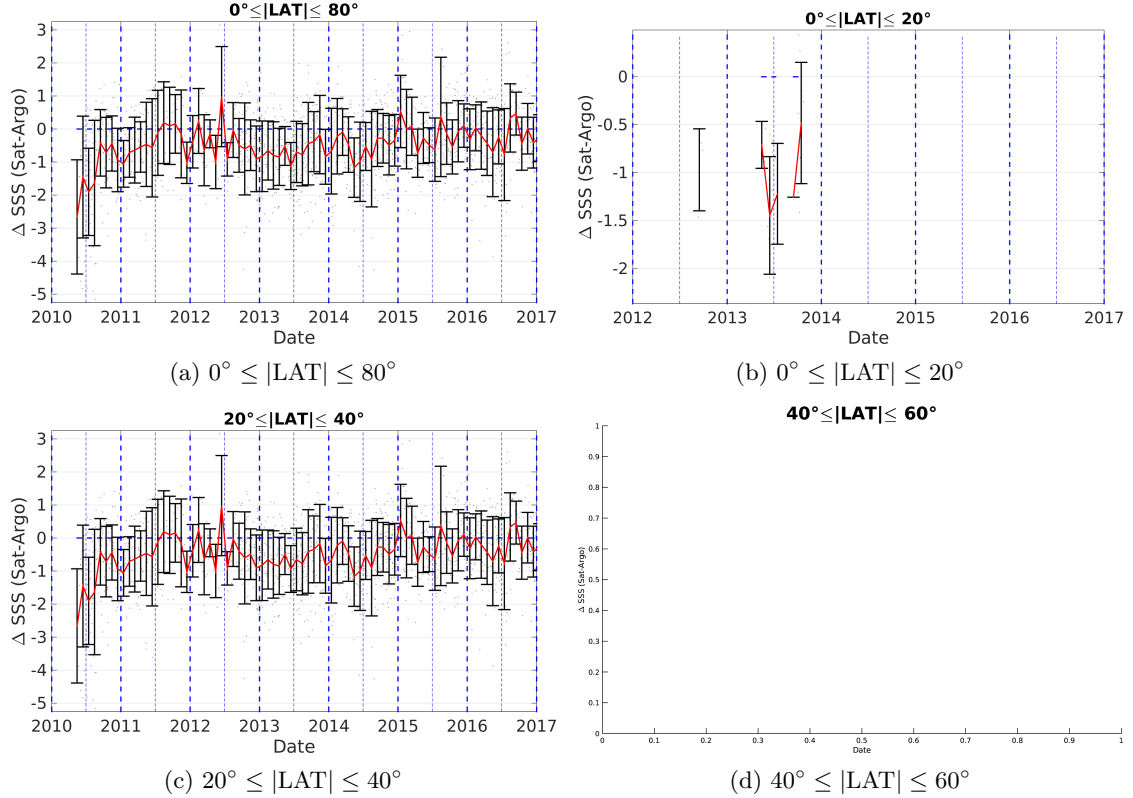 0°≤|LAT|≤ 80°
3
2
1
0
-1
-2
-3
-4
-5
Δ SSS (Sat-Argo)
2010 2011 2012 2013 2014 2015 2016 2017
Date
(a) 0° ≤ |LAT| ≤ 80°
0°≤|LAT|≤ 20°
0
-0.5
-1
-1.5
-2
Δ SSS (Sat-Argo)
2012 2013 2014 2015 2016 2017
Date
(b) 0° ≤ |LAT| ≤ 20°
20°≤|LAT|≤ 40°
3
2
1
0
-1
-2
-3
-4
-5
Δ SSS (Sat-Argo)
2010 2011 2012 2013 2014 2015 2016 2017
Date
(c) 20° ≤ |LAT| ≤ 40°
40°≤|LAT|≤ 60°
1
0.9
0.8
0.7
0.6
0.5
0.4
0.3
0.2
0.1
0
Δ SSS (Sat-Argo)
0 0.1 0.2 0.3 0.4 0.5 0.6 0.7 0.8 0.9 1
Date
(d) 40° ≤ |LAT| ≤ 60°